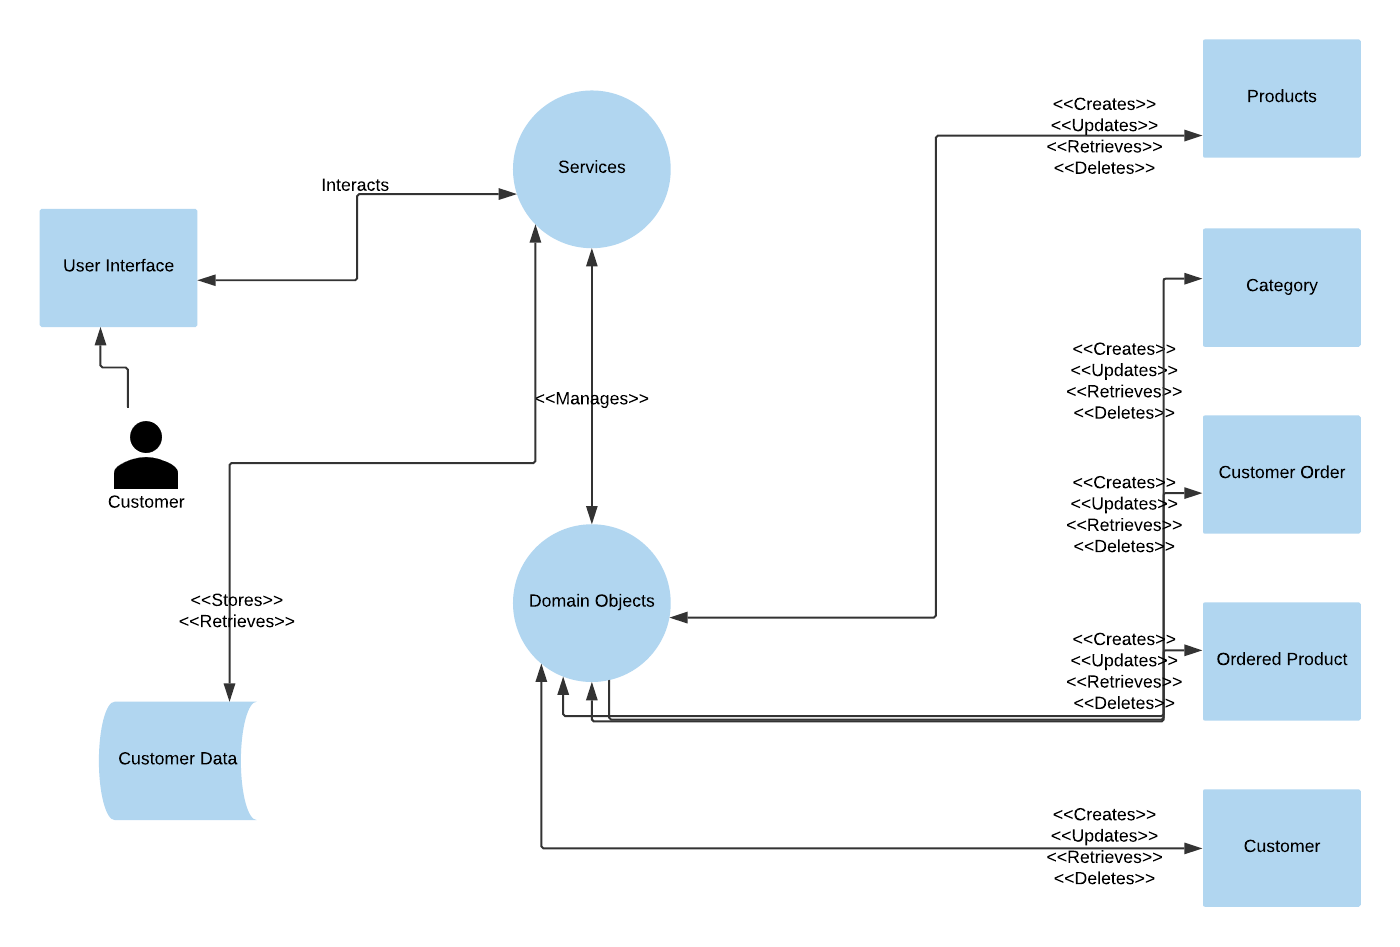 Products
<<Creates>>
<<Updates>>
<<Retrieves>>
<<Deletes>>
Services
Interacts
User Interface
Category
<<Creates>>
<<Updates>>
<<Retrieves>>
<<Deletes>>
<<Manages>>
Customer
Customer Order
<<Creates>>
<<Updates>>
<<Retrieves>>
<<Deletes>>
<<Stores>>
<<Retrieves>>
Domain Objects
<<Creates>>
<<Updates>>
<<Retrieves>>
<<Deletes>>
Ordered Product
Customer Data
<<Creates>>
<<Updates>>
<<Retrieves>>
<<Deletes>>
Customer